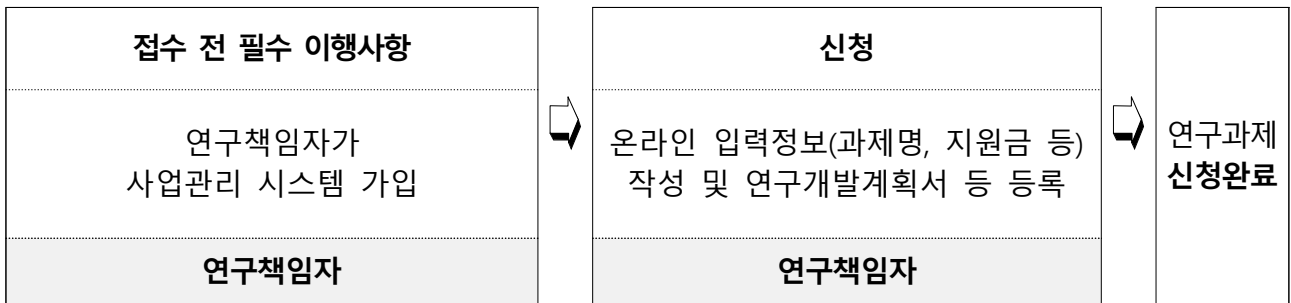 접수 전 필수 이행사항
연구책임자가
사업관리 시스템 가입
연구책임자
신청
온라인 입력정보(과제명, 지원금 등)
작성 및 연구개발계획서 등 등록
연구책임자
연구과제
신청완료